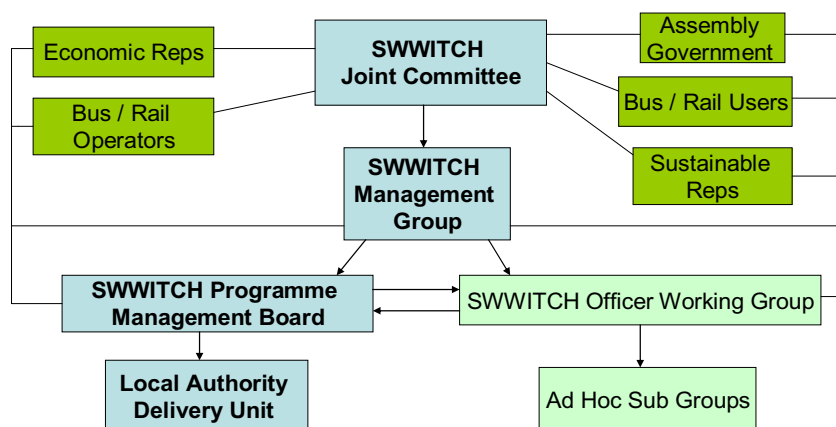 Economic Reps
SWWITCH
Joint Committee
Assembly
Government
Bus / Rail
Operators
Bus / Rail Users
SWWITCH
Management
Group
Sustainable
Reps
SWWITCH Programme
Management Board
SWWITCH Officer Working Group
Local Authority
Delivery Unit
Ad Hoc Sub Groups